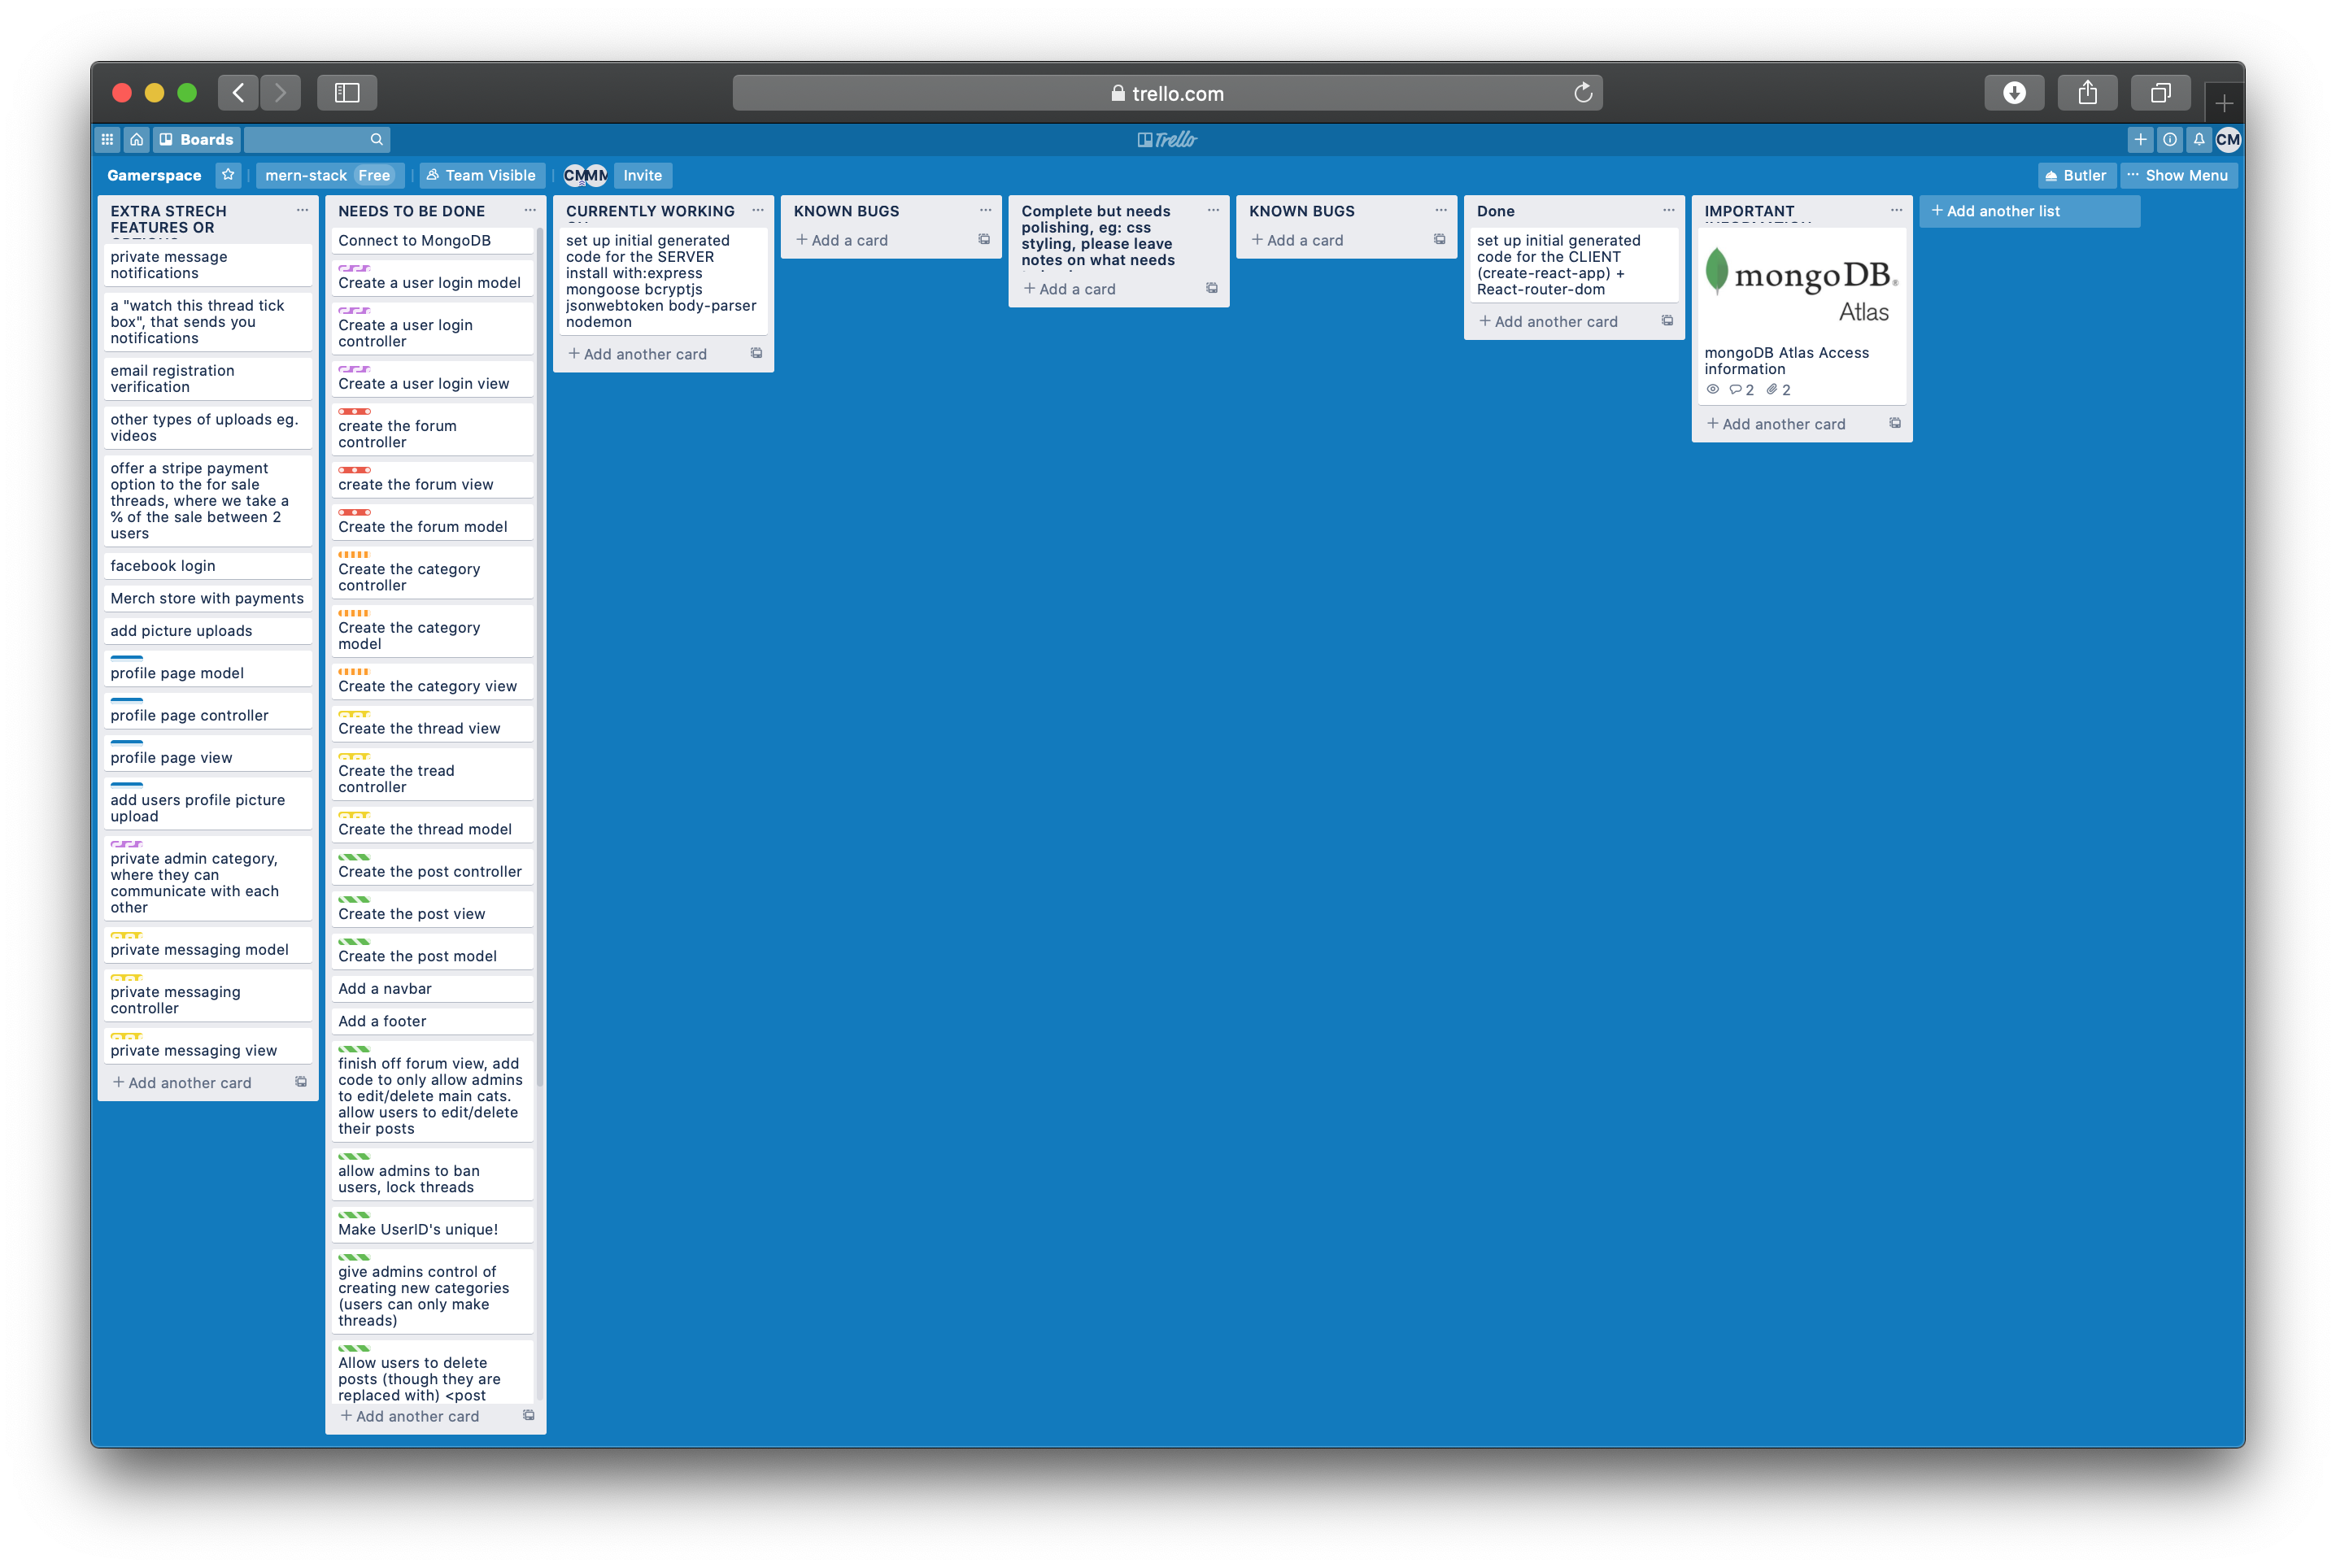 trello.com
Boards
Trello
CM
Gamerspace
mern-stack Free
Team Visible
CM
MM
Invite
Butler
··· Show Menu
EXTRA STRECH
FEATURES OR
private message
notifications
a "watch this thread tick
box", that sends you
notifications
email registration
verification
other types of uploads eg.
videos
offer a stripe payment
option to the for sale
threads, where we take a
% of the sale between 2
users
facebook login
Merch store with payments
add picture uploads
profile page model
profile page controller
profile page view
add users profile picture
upload
private admin category,
where they can
communicate with each
other
private messaging model
private messaging
controller
private messaging view
+ Add another card
NEEDS TO BE DONE
Connect to MongoDB
Create a user login model
Create a user login
controller
Create a user login view
create the forum
controller
create the forum view
Create the forum model
Create the category
controller
Create the category
model
Create the category view
Create the thread view
Create the tread
controller
Create the thread model
Create the post controller
Create the post view
Create the post model
Add a navbar
Add a footer
finish off forum view, add
code to only allow admins
to edit/delete main cats.
allow users to edit/delete
their posts
allow admins to ban
users, lock threads
Make UserID's unique!
give admins control of
creating new categories
(users can only make
threads)
Allow users to delete
posts (though they are
replaced with) <post
+ Add another card
CURRENTLY WORKING
set up initial generated
code for the SERVER
install with:express
mongoose bcryptjs
jsonwebtoken body-parser
nodemon
+ Add another card
KNOWN BUGS
+ Add a card
Complete but needs
polishing, eg: css
styling, please leave
notes on what needs
+ Add a card
KNOWN BUGS
+ Add a card
Done
set up initial generated
code for the CLIENT
(create-react-app) +
React-router-dom
+ Add another card
IMPORTANT
mongoDB®
Atlas
mongoDB Atlas Access
information
2 2
+ Add another card
+ Add another list